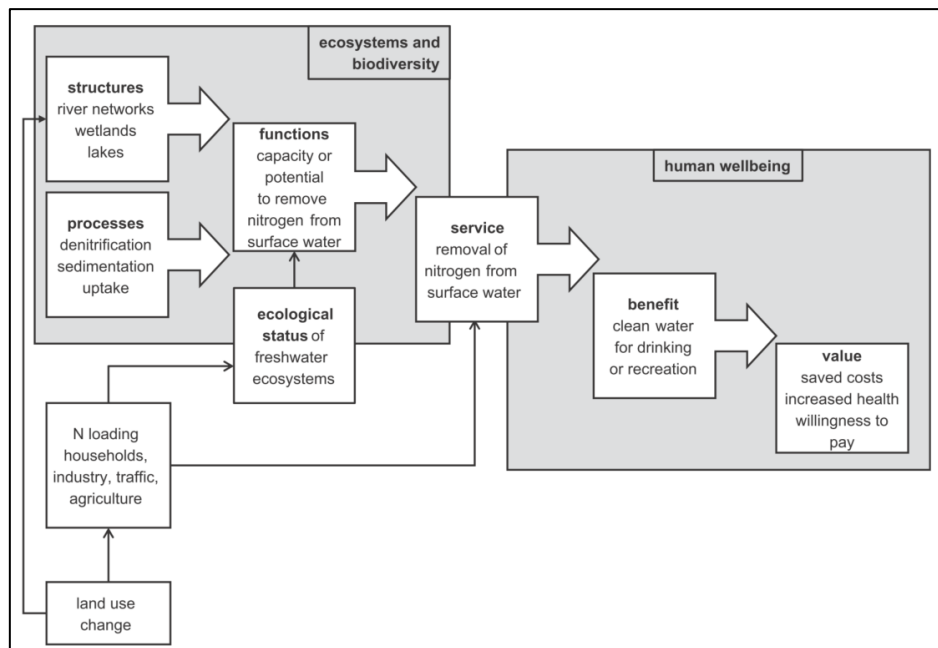 ecosystems and
biodiversity
structures
river networks
wetlands
lakes
functions
capacity or
potential
to remove
nitrogen from
surface water
processes
denitrification
sedimentation
uptake
human wellbeing
service
removal of
nitrogen from
surface water
ecological
status of
freshwater
ecosystems
benefit
clean water
for drinking
or recreation
value
saved costs
increased health
willingness to
pay
N loading
households,
industry, traffic,
agriculture
land use
change